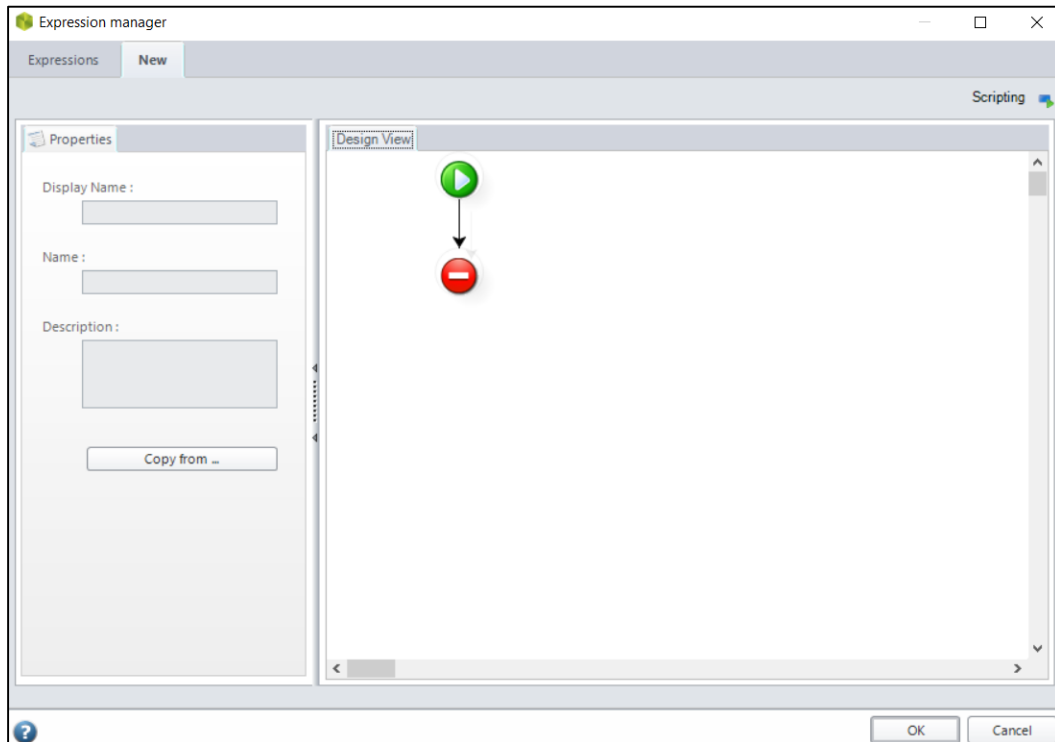 Expression manager
Expressions
New
Scripting
Properties
Design View
Display Name :
Name :
Description :
Copy from ...
?
OK
Cancel